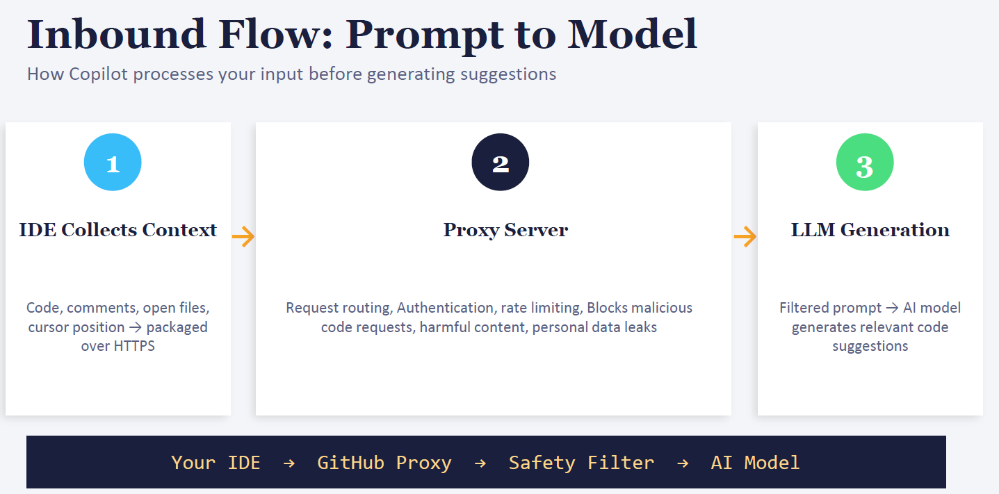 Inbound Flow: Prompt to Model
How Copilot processes your input before generating suggestions
1
IDE Collects Context
Code, comments, open files,
cursor position → packaged
over HTTPS
→
2
Proxy Server
Request routing, Authentication, rate limiting, Blocks malicious
code requests, harmful content, personal data leaks
→
3
LLM Generation
Filtered prompt → AI model
generates relevant code
suggestions
Your IDE → GitHub Proxy → Safety Filter → AI Model